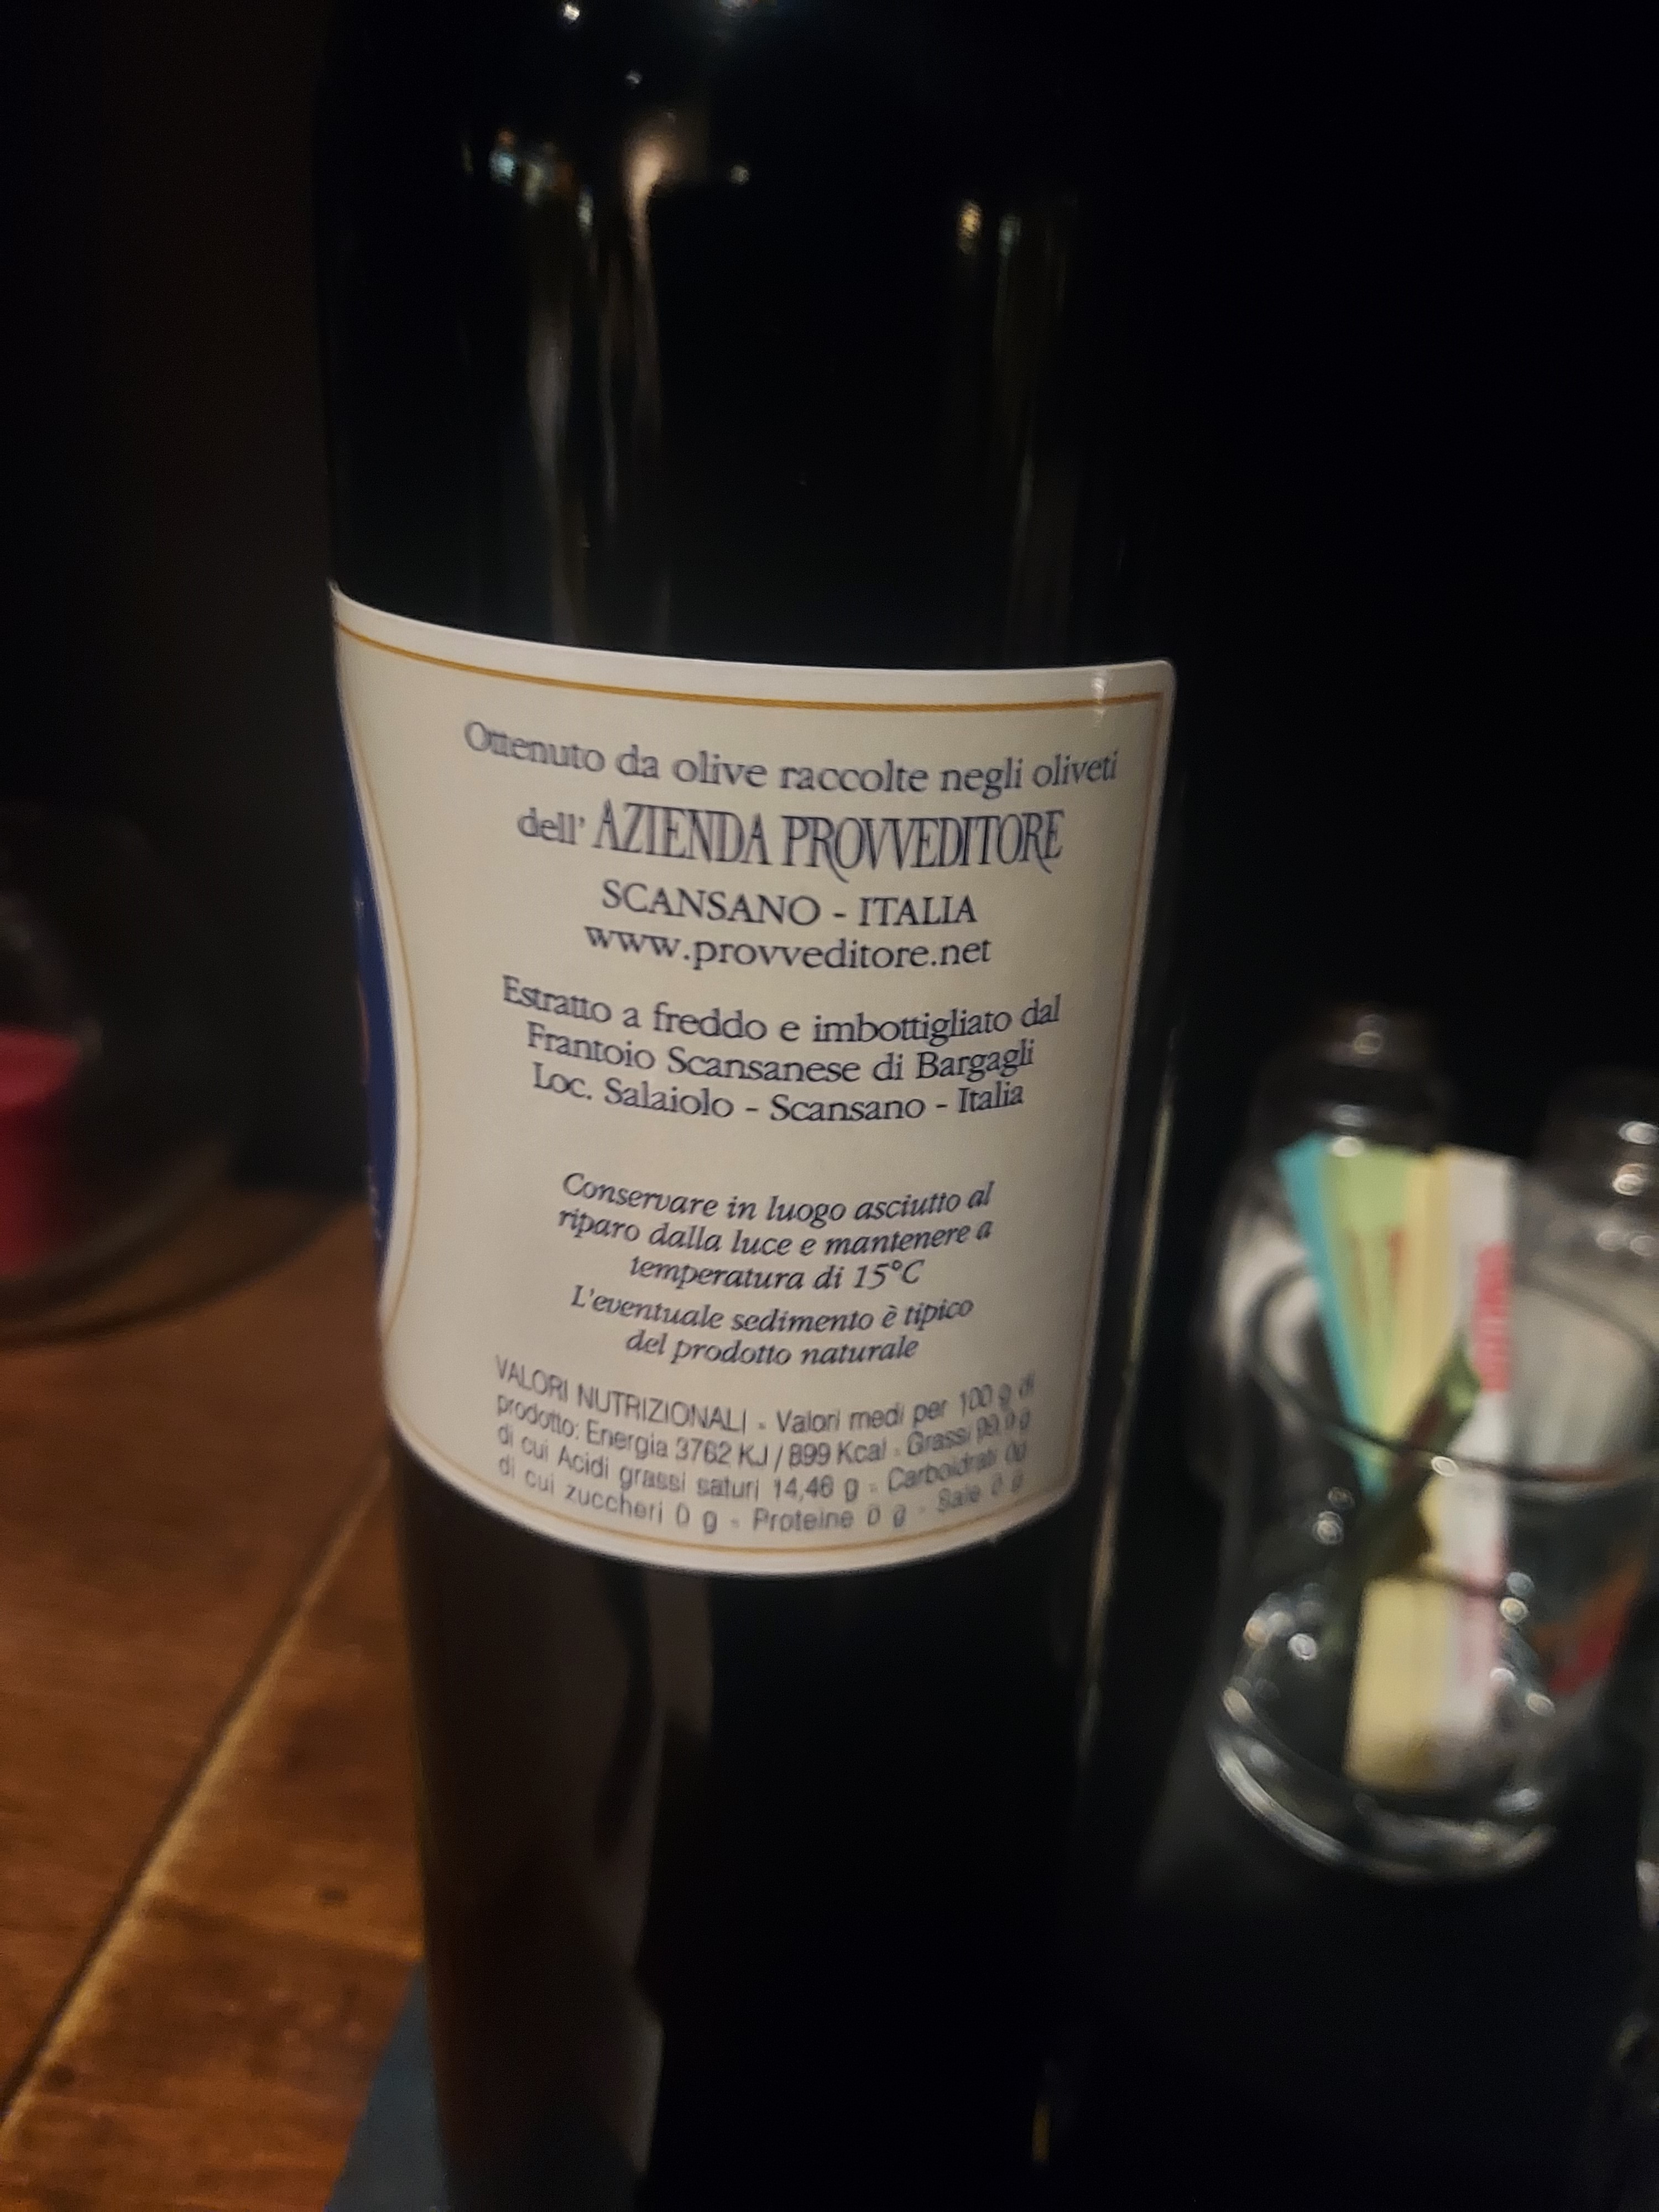 Ottenuto da olive raccolte negli oliveti
dell' AZIENDA PROVVEDITORE
SCANSANO - ITALIA
www.provveditore.net
Estratto a freddo e imbottigliato dal
Frantoio Scansanese di Bargagli
Loc. Salaiolo - Scansano - Italia
Conservare in luogo asciutto al
riparo dalla luce e mantenere a
temperatura di 15°C
L'eventuale sedimento è tipico
del prodotto naturale
VALORI NUTRIZIONALI - Valori medi per 100 g di
prodotto: Energia 3762 KJ / 899 Kcal - Grassi 99,9 g
di cui Acidi grassi saturi 14,46 g - Carboidrati 0g
di cui zuccheri 0 g - Proteine 0 g - Sale 0 g